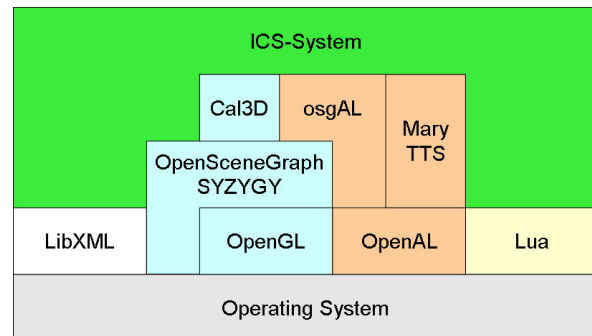 ICS-System
Cal3D
osgAL
Mary
TTS
OpenSceneGraph
SYZYGY
LibXML
OpenGL
OpenAL
Lua
Operating System